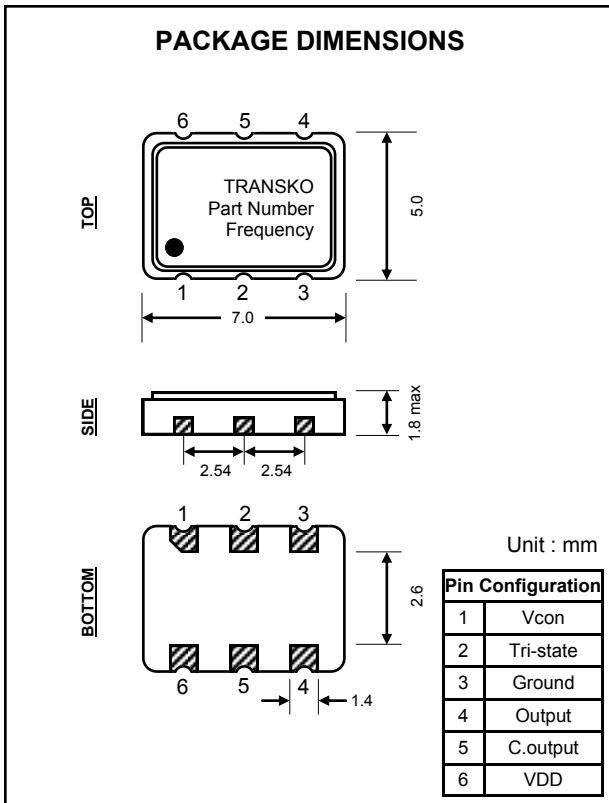 PACKAGE DIMENSIONS
TOP
6 5 4
TRANSKO
Part Number
Frequency
1 2 3
5.0
7.0
SIDE
1.8 max
2.54 2.54
BOTTOM
1 2 3
2.6
6 5 4
1.4
Unit : mm
Pin Configuration
1 Vcon
2 Tri-state
3 Ground
4 Output
5 C.output
6 VDD